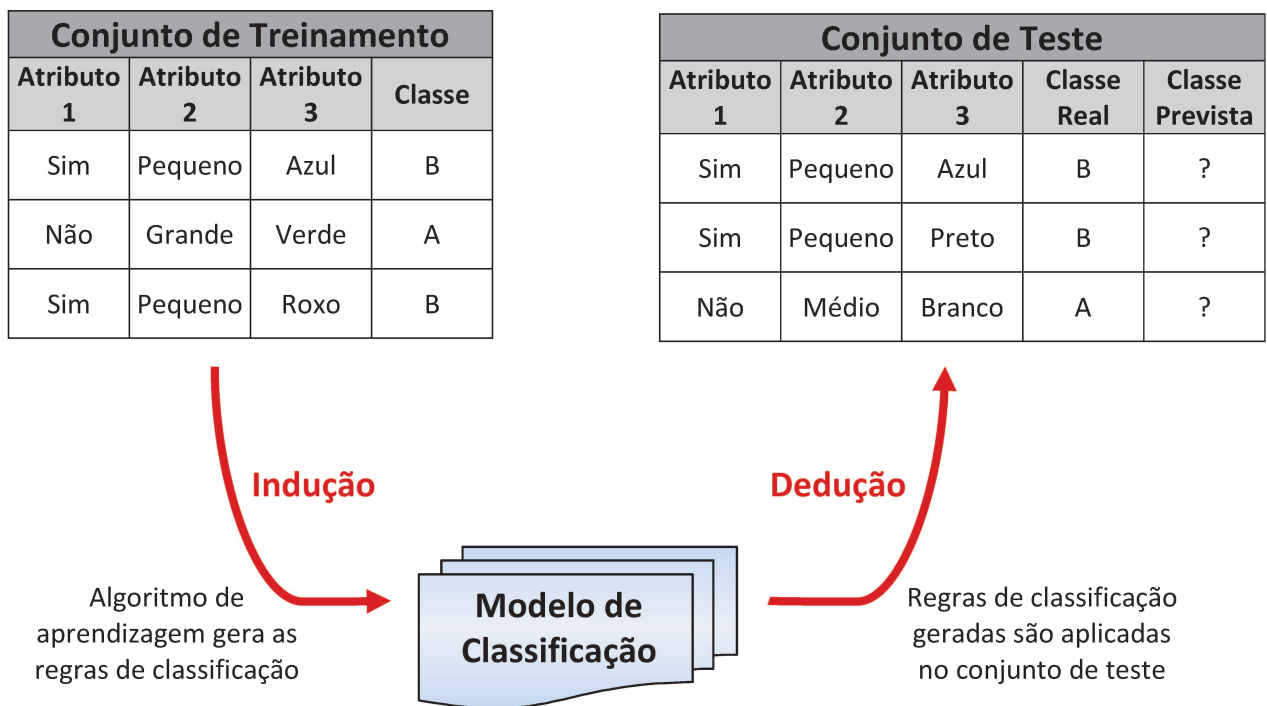 Conjunto de Treinamento
Atributo 1 Atributo 2 Atributo 3 Classe
Sim Pequeno Azul B
Não Grande Verde A
Sim Pequeno Roxo B
Conjunto de Teste
Atributo 1 Atributo 2 Atributo 3 Classe Real Classe Prevista
Sim Pequeno Azul B ?
Sim Pequeno Preto B ?
Não Médio Branco A ?
Indução
Dedução
Algoritmo de
aprendizagem gera as
regras de classificação
Modelo de
Classificação
Regras de classificação
geradas são aplicadas
no conjunto de teste